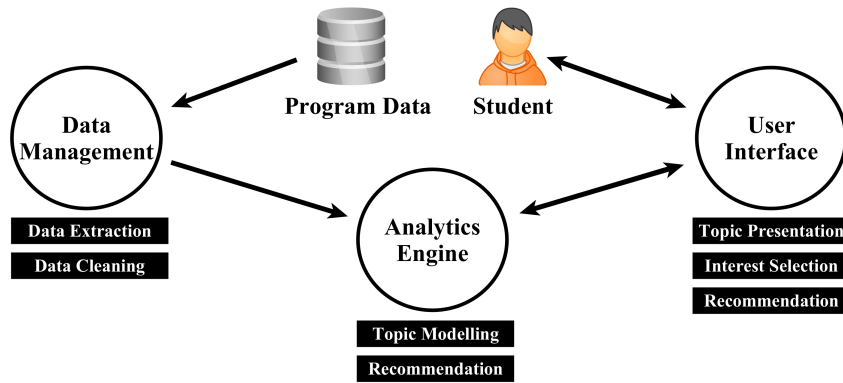 Program Data
Student
Data
Management
User
Interface
Analytics
Engine
Data Extraction
Data Cleaning
Topic Presentation
Interest Selection
Recommendation
Topic Modelling
Recommendation